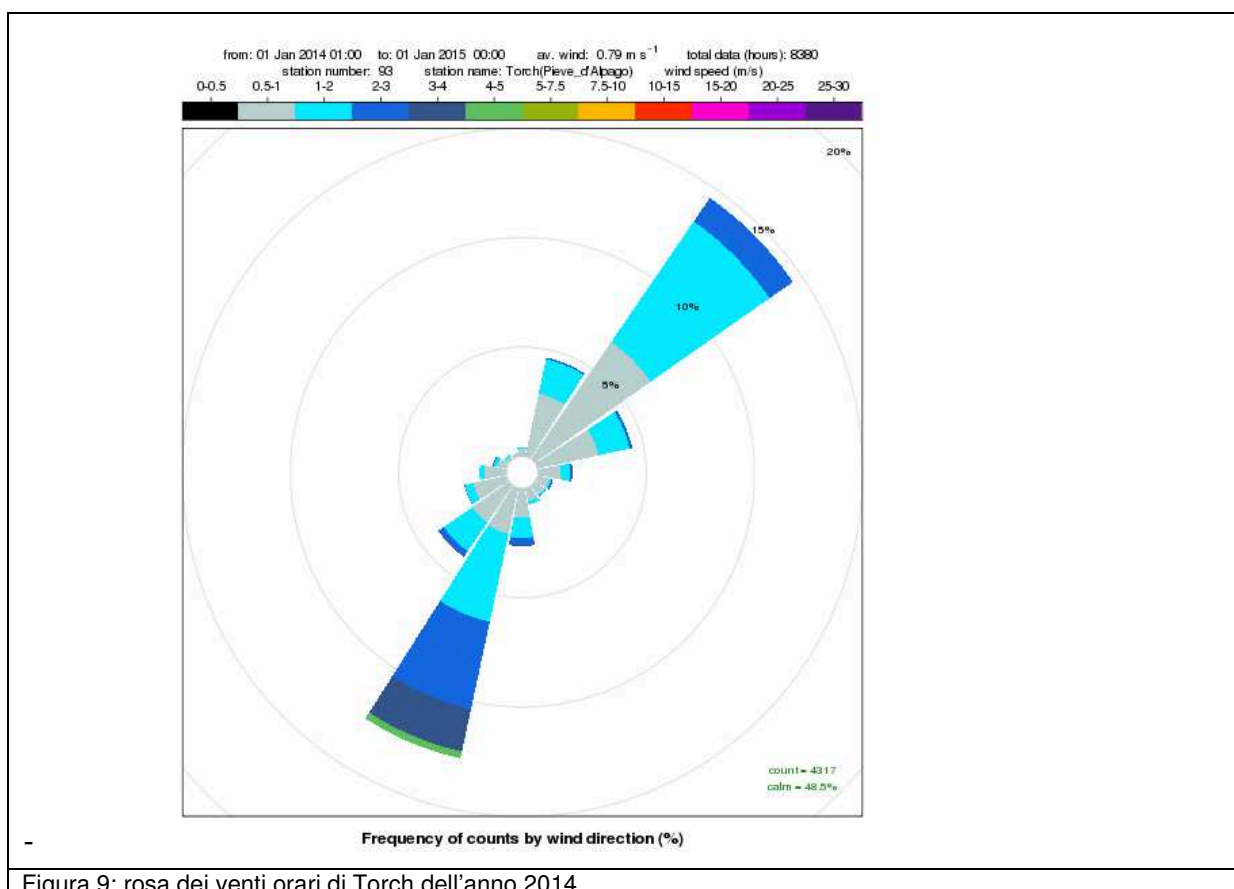 from: 01 Jan 2014 01:00 to: 01 Jan 2015 00:00 av. wind: 0.79 m s⁻¹ total data (hours): 8380
station number: 93 station name: Torch(Pieve_d'Alpago) wind speed (m/s)
0-0.5 0.5-1 1-2 2-3 3-4 4-5 5-7.5 7.5-10 10-15 15-20 20-25 25-30
20%
15%
10%
5%
count= 4317
calm = 48.5%
Frequency of counts by wind direction (%)
-
Figura 9: rosa dei venti orari di Torch dell'anno 2014